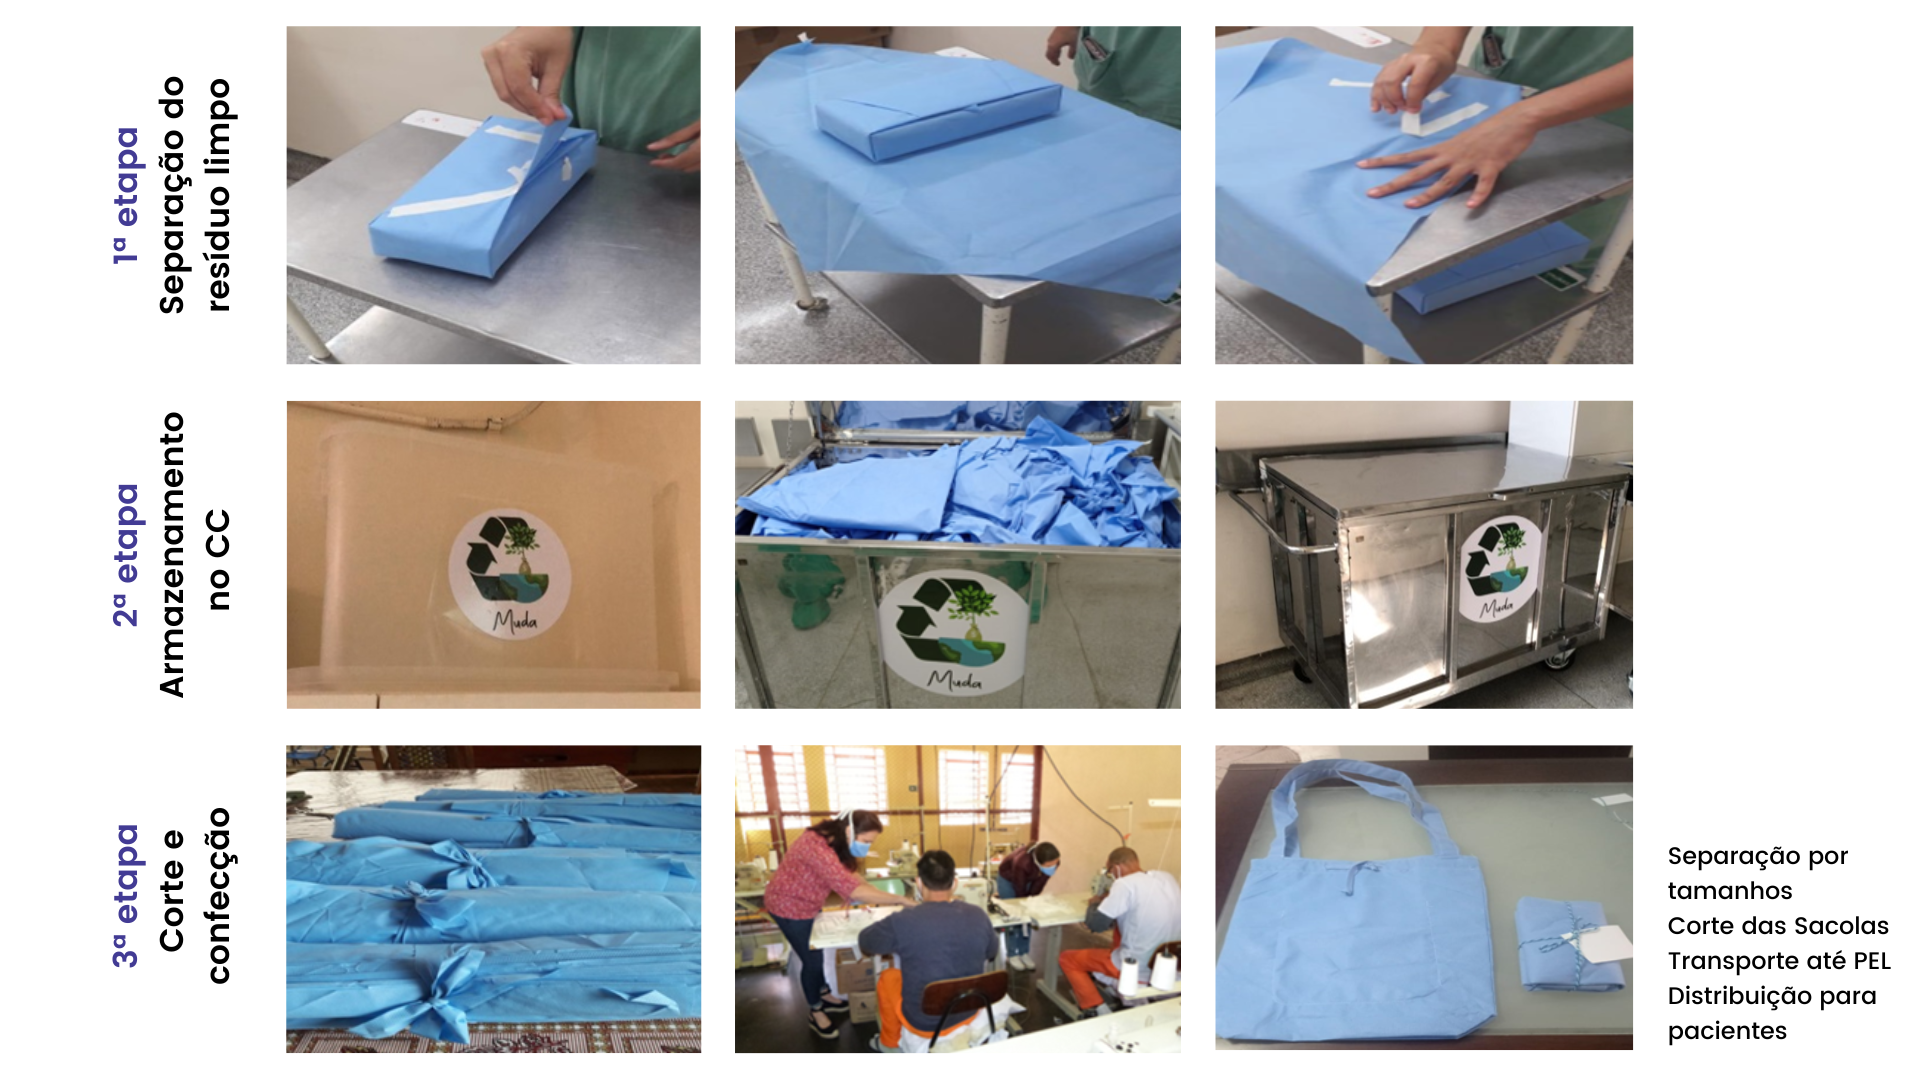 1ª etapa
Separação do
resíduo limpo
2ª etapa
Armazenamento
no CC
Muda
Muda
Muda
3ª etapa
Corte e
confecção
Separação por
tamanhos
Corte das Sacolas
Transporte até PEL
Distribuição para
pacientes